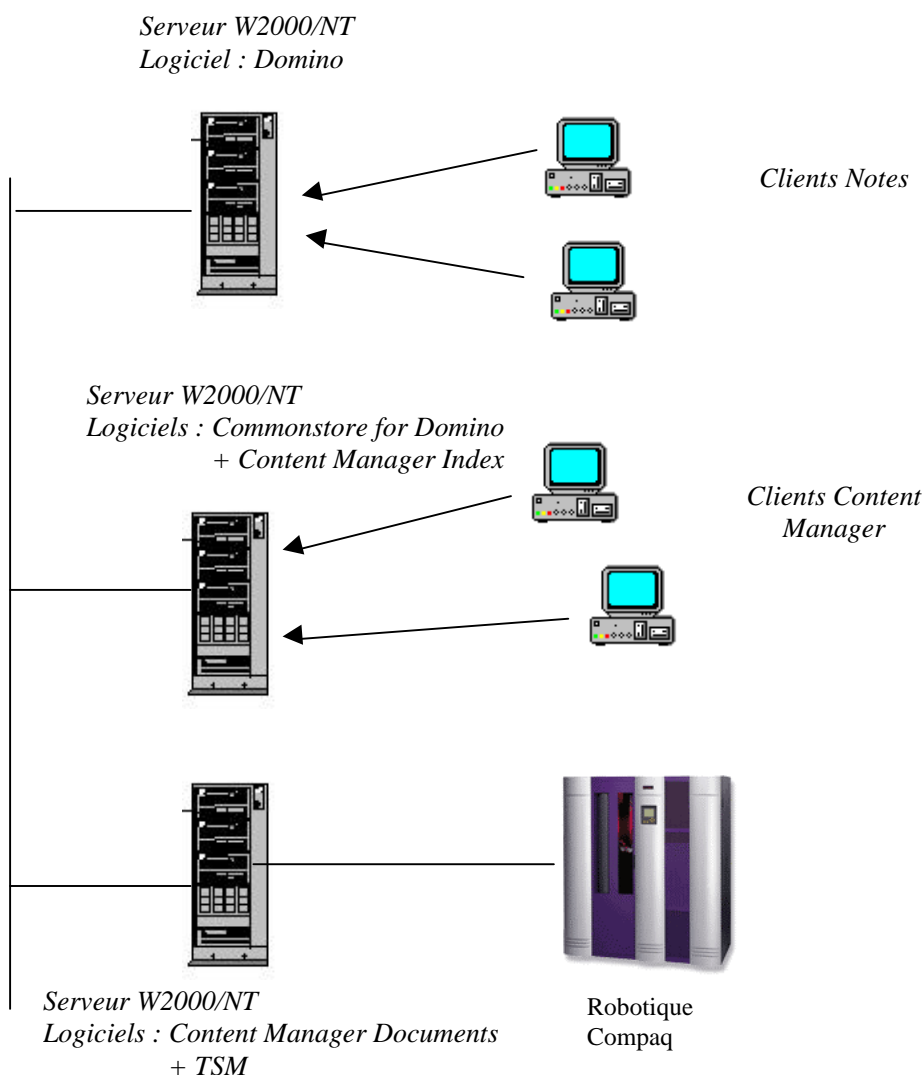 Serveur W2000/NT
Logiciel : Domino
Clients Notes
Serveur W2000/NT
Logiciels : Commonstore for Domino
+ Content Manager Index
Clients Content
Manager
Serveur W2000/NT
Logiciels : Content Manager Documents
+ TSM
Robotique
Compaq